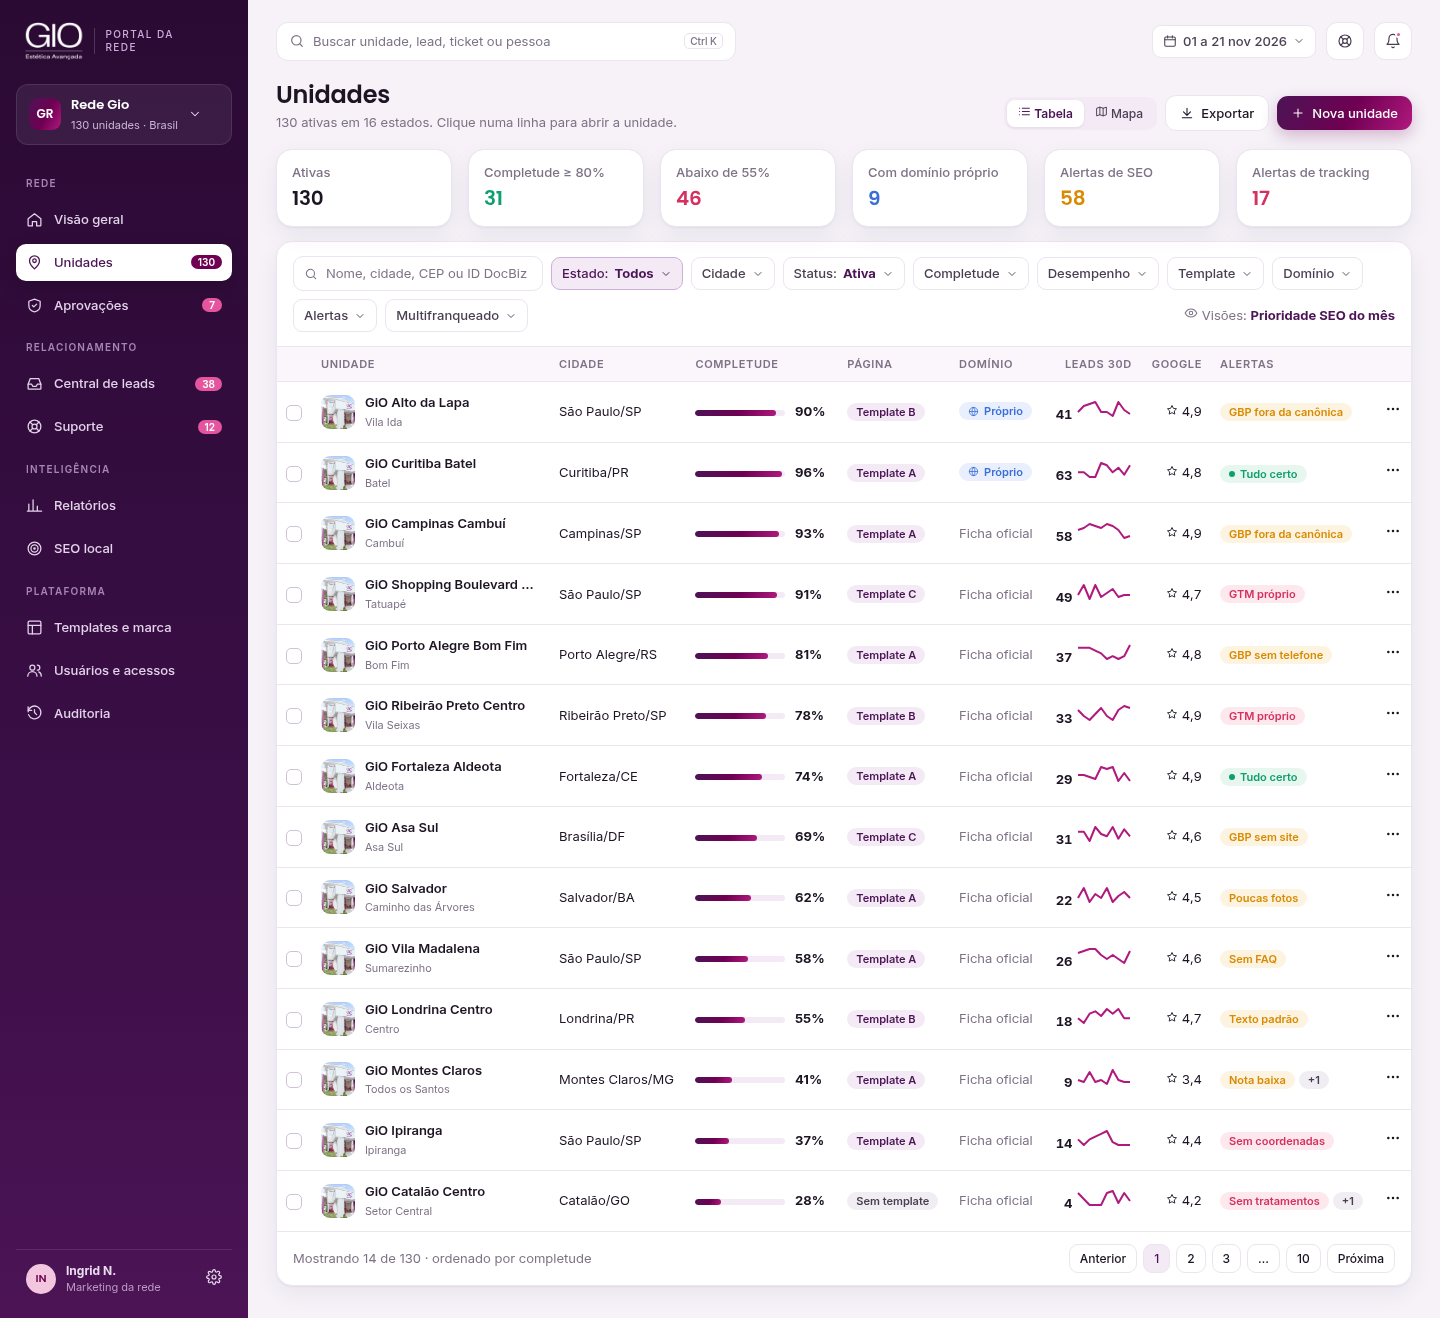 GIO
Estética Avançada
PORTAL DA
REDE
Buscar unidade, lead, ticket ou pessoa
Ctrl K
01 a 21 nov 2026
GR
Rede Gio
130 unidades · Brasil
REDE
Visão geral
Unidades
130
Aprovações
7
RELACIONAMENTO
Central de leads
38
Suporte
12
INTELIGÊNCIA
Relatórios
SEO local
PLATAFORMA
Templates e marca
Usuários e acessos
Auditoria
IN
Ingrid N.
Marketing da rede
Unidades
130 ativas em 16 estados. Clique numa linha para abrir a unidade.
Tabela
Mapa
Exportar
Nova unidade
Ativas
130
Completude ≥ 80%
31
Abaixo de 55%
46
Com domínio próprio
9
Alertas de SEO
58
Alertas de tracking
17
Nome, cidade, CEP ou ID DocBiz
Estado: Todos
Cidade
Status: Ativa
Completude
Desempenho
Template
Domínio
Alertas
Multifranqueado
Visões: Prioridade SEO do mês
UNIDADE CIDADE COMPLETUDE PÁGINA DOMÍNIO LEADS 30D GOOGLE ALERTAS
GiO Alto da Lapa
Vila Ida
São Paulo/SP 90% Template B Próprio 41 4,9 GBP fora da canônica ...
GiO Curitiba Batel
Batel
Curitiba/PR 96% Template A Próprio 63 4,8 Tudo certo ...
GiO Campinas Cambuí
Cambuí
Campinas/SP 93% Template A Ficha oficial 58 4,9 GBP fora da canônica ...
GiO Shopping Boulevard ...
Tatuapé
São Paulo/SP 91% Template C Ficha oficial 49 4,7 GTM próprio ...
GiO Porto Alegre Bom Fim
Bom Fim
Porto Alegre/RS 81% Template A Ficha oficial 37 4,8 GBP sem telefone ...
GiO Ribeirão Preto Centro
Vila Seixas
Ribeirão Preto/SP 78% Template B Ficha oficial 33 4,9 GTM próprio ...
GiO Fortaleza Aldeota
Aldeota
Fortaleza/CE 74% Template A Ficha oficial 29 4,9 Tudo certo ...
GiO Asa Sul
Asa Sul
Brasília/DF 69% Template C Ficha oficial 31 4,6 GBP sem site ...
GiO Salvador
Caminho das Árvores
Salvador/BA 62% Template A Ficha oficial 22 4,5 Poucas fotos ...
GiO Vila Madalena
Sumarezinho
São Paulo/SP 58% Template A Ficha oficial 26 4,6 Sem FAQ ...
GiO Londrina Centro
Centro
Londrina/PR 55% Template B Ficha oficial 18 4,7 Texto padrão ...
GiO Montes Claros
Todos os Santos
Montes Claros/MG 41% Template A Ficha oficial 9 3,4 Nota baixa +1 ...
GiO Ipiranga
Ipiranga
São Paulo/SP 37% Template A Ficha oficial 14 4,4 Sem coordenadas ...
GiO Catalão Centro
Setor Central
Catalão/GO 28% Sem template Ficha oficial 4 4,2 Sem tratamentos +1 ...
Mostrando 14 de 130 · ordenado por completude
Anterior 1 2 3 ... 10 Próxima